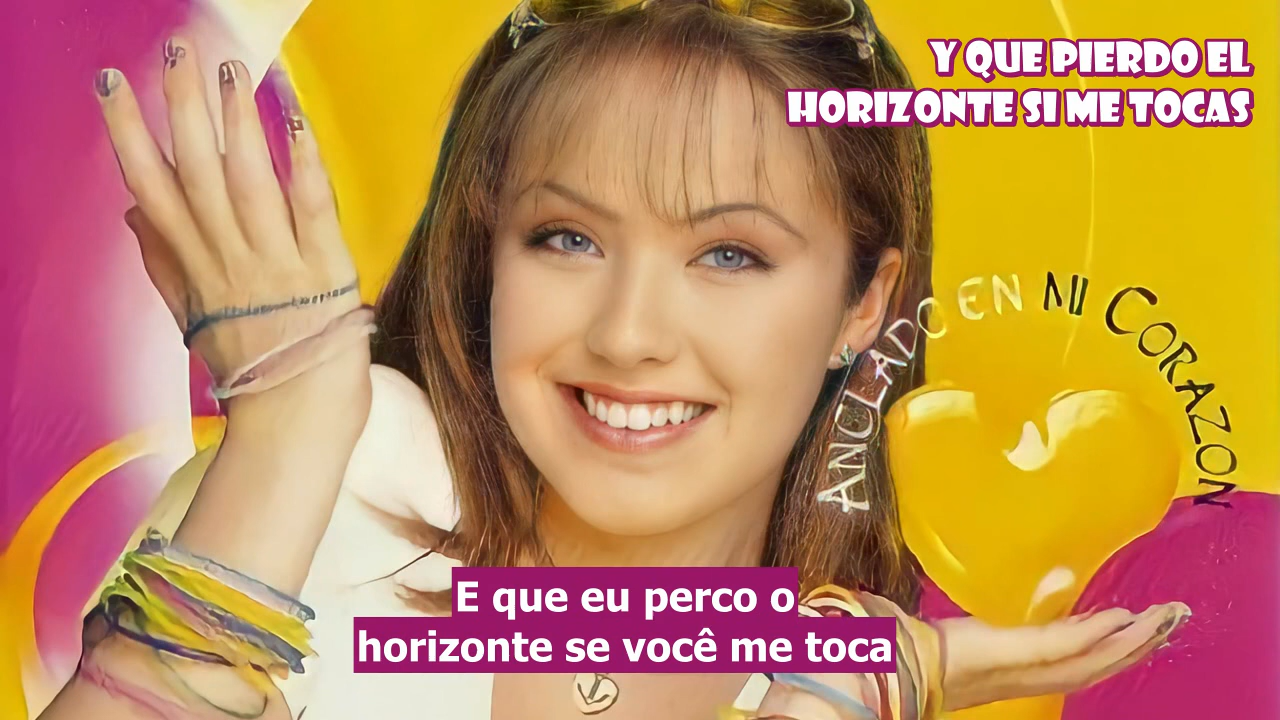 Y QUE PIERDO EL
HORIZONTE SI ME TOCAS
ANCLADO EN MI CORAZON
E que eu perco o
horizonte se você me toca